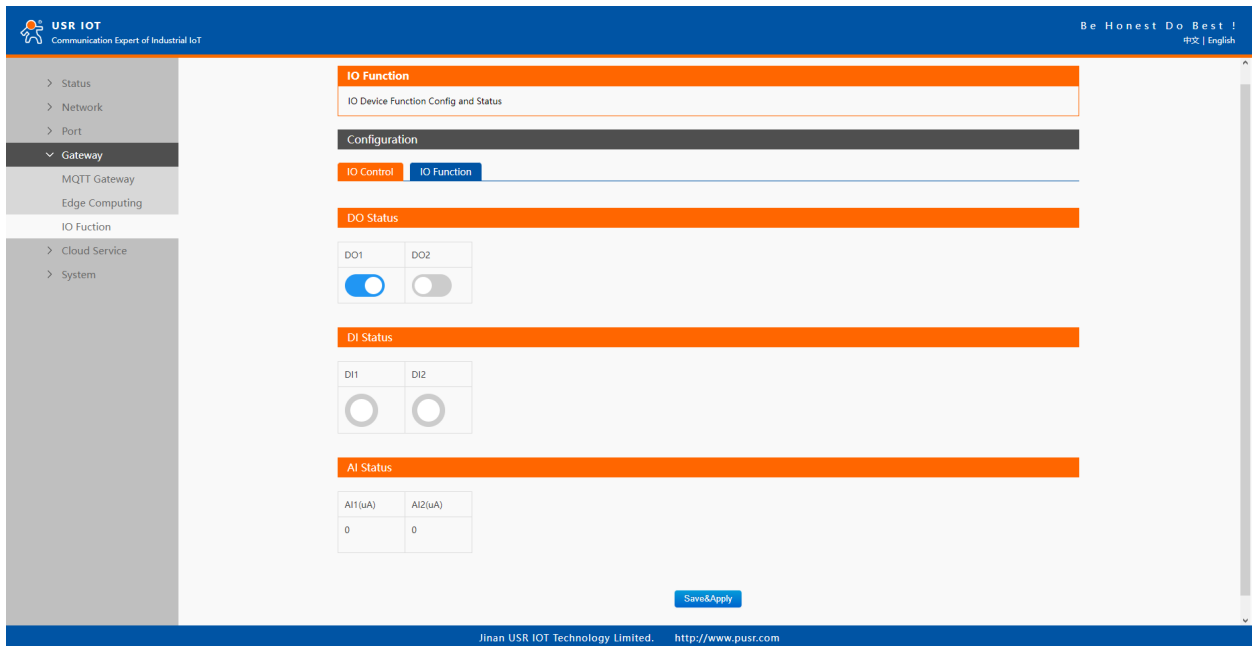 USR IOT
Communication Expert of Industrial IoT
Be Honest Do Best !
中文 | English
Status
Network
Port
Gateway
MQTT Gateway
Edge Computing
IO Fuction
Cloud Service
System
IO Function
IO Device Function Config and Status
Configuration
IO Control IO Function
DO Status
DO1 DO2
DI Status
DI1 DI2
AI Status
AI1(uA) AI2(uA)
0 0
Save&Apply
Jinan USR IOT Technology Limited. http://www.pusr.com